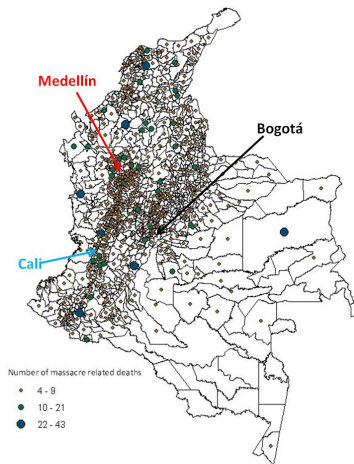 Medellín
Bogotá
Cali
Number of massacre related deaths
4 - 9
10 - 21
22 - 43